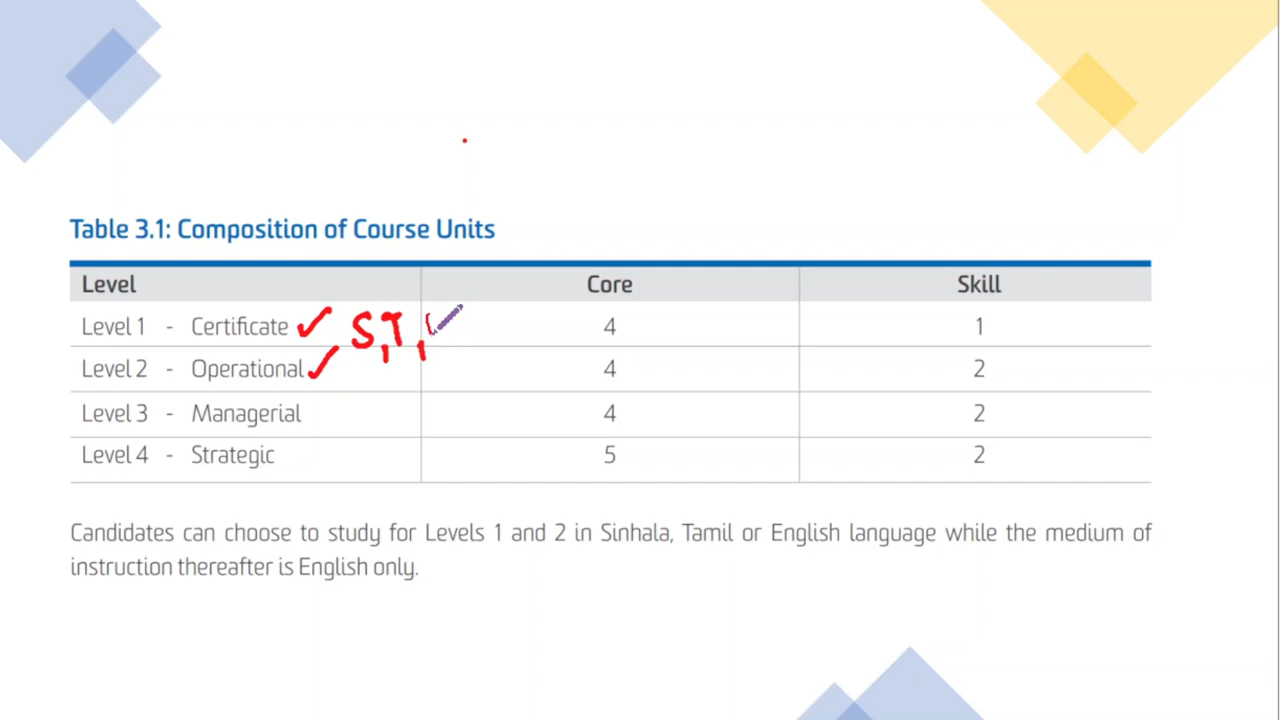 Table 3.1: Composition of Course Units
Level Core Skill
Level 1 - Certificate S, T, 4 1
Level 2 - Operational 4 2
Level 3 - Managerial 4 2
Level 4 - Strategic 5 2
Candidates can choose to study for Levels 1 and 2 in Sinhala, Tamil or English language while the medium of
instruction thereafter is English only.